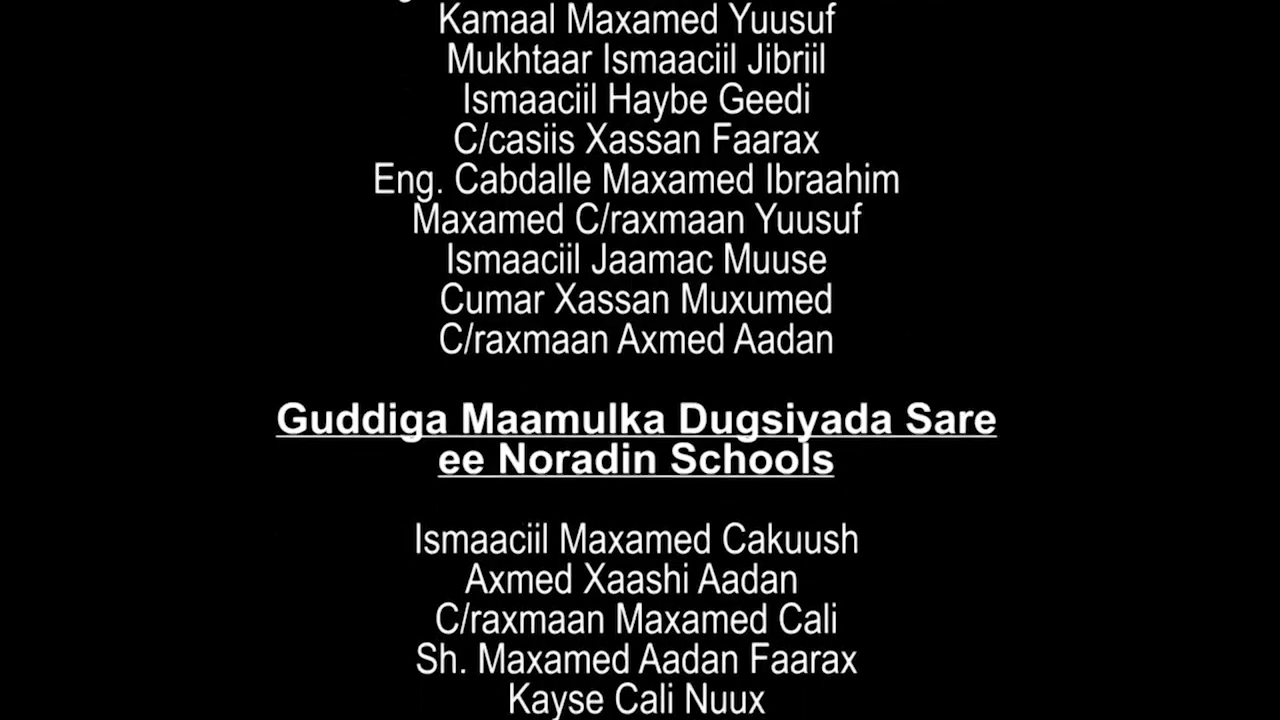 Kamaal Maxamed Yuusuf
Mukhtaar Ismaaciil Jibriil
Ismaaciil Haybe Geedi
C/casiis Xassan Faarax
Eng. Cabdalle Maxamed Ibraahim
Maxamed C/raxmaan Yuusuf
Ismaaciil Jaamac Muuse
Cumar Xassan Muxumed
C/raxmaan Axmed Aadan
Guddiga Maamulka Dugsiyada Sare
ee Noradin Schools
Ismaaciil Maxamed Cakuush
Axmed Xaashi Aadan
C/raxmaan Maxamed Cali
Sh. Maxamed Aadan Faarax
Kayse Cali Nuux